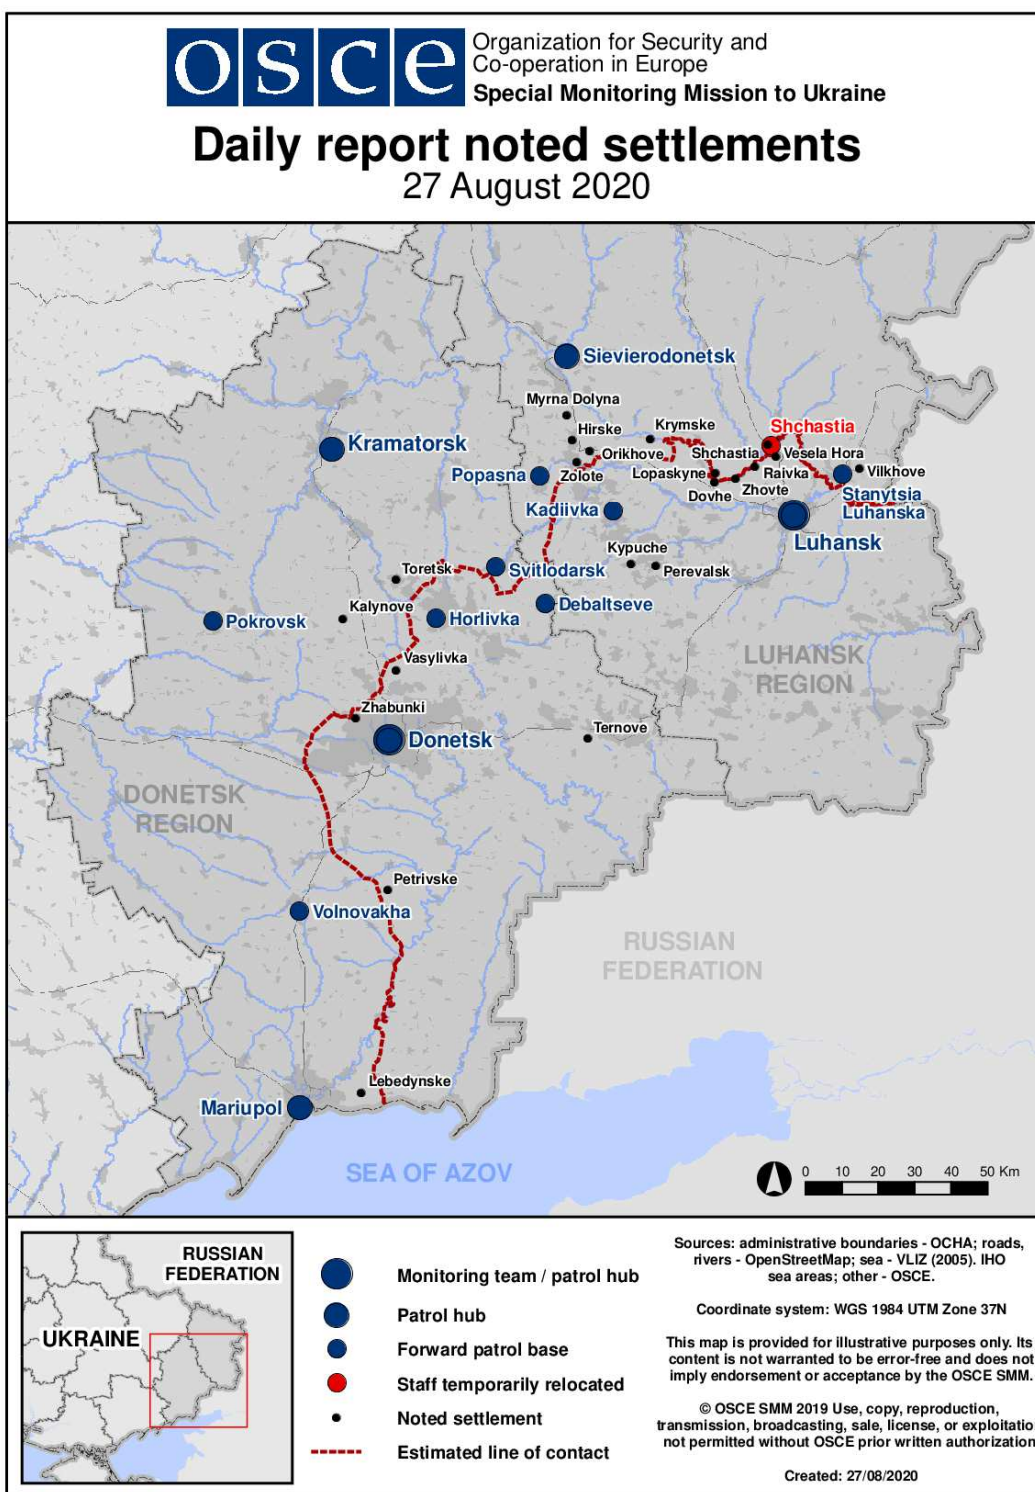 osce
Organization for Security and
Co-operation in Europe
Special Monitoring Mission to Ukraine
Daily report noted settlements
27 August 2020
Sievierodonetsk
Myrna Dolyna
Hirske
Krymske
Shchastia
Kramatorsk
Orikhove
Shchastia
Vesela Hora
Popasna
Zolote
Lopaskyne
Raivka
Vilkhove
Dovhe
Zhovte
Stanytsia
Luhanska
Kadiivka
Luhansk
Kypuche
Perevalsk
Toretsk
Svitlodarsk
Kalynove
Debaltseve
Pokrovsk
Horlivka
Vasylivka
LUHANSK
REGION
Zhabunki
Ternove
Donetsk
DONETSK
REGION
Petrivske
Volnovakha
RUSSIAN
FEDERATION
Lebedynske
Mariupol
SEA OF AZOV
0 10 20 30 40 50 Km
RUSSIAN
FEDERATION
UKRAINE
Monitoring team / patrol hub
Patrol hub
Forward patrol base
Staff temporarily relocated
Noted settlement
Estimated line of contact
Sources: administrative boundaries - OCHA; roads,
rivers - OpenStreetMap; sea - VLIZ (2005). IHO
sea areas; other - OSCE.
Coordinate system: WGS 1984 UTM Zone 37N
This map is provided for illustrative purposes only. Its
content is not warranted to be error-free and does not
imply endorsement or acceptance by the OSCE SMM.
© OSCE SMM 2019 Use, copy, reproduction,
transmission, broadcasting, sale, license, or exploitatio
not permitted without OSCE prior written authorization
Created: 27/08/2020